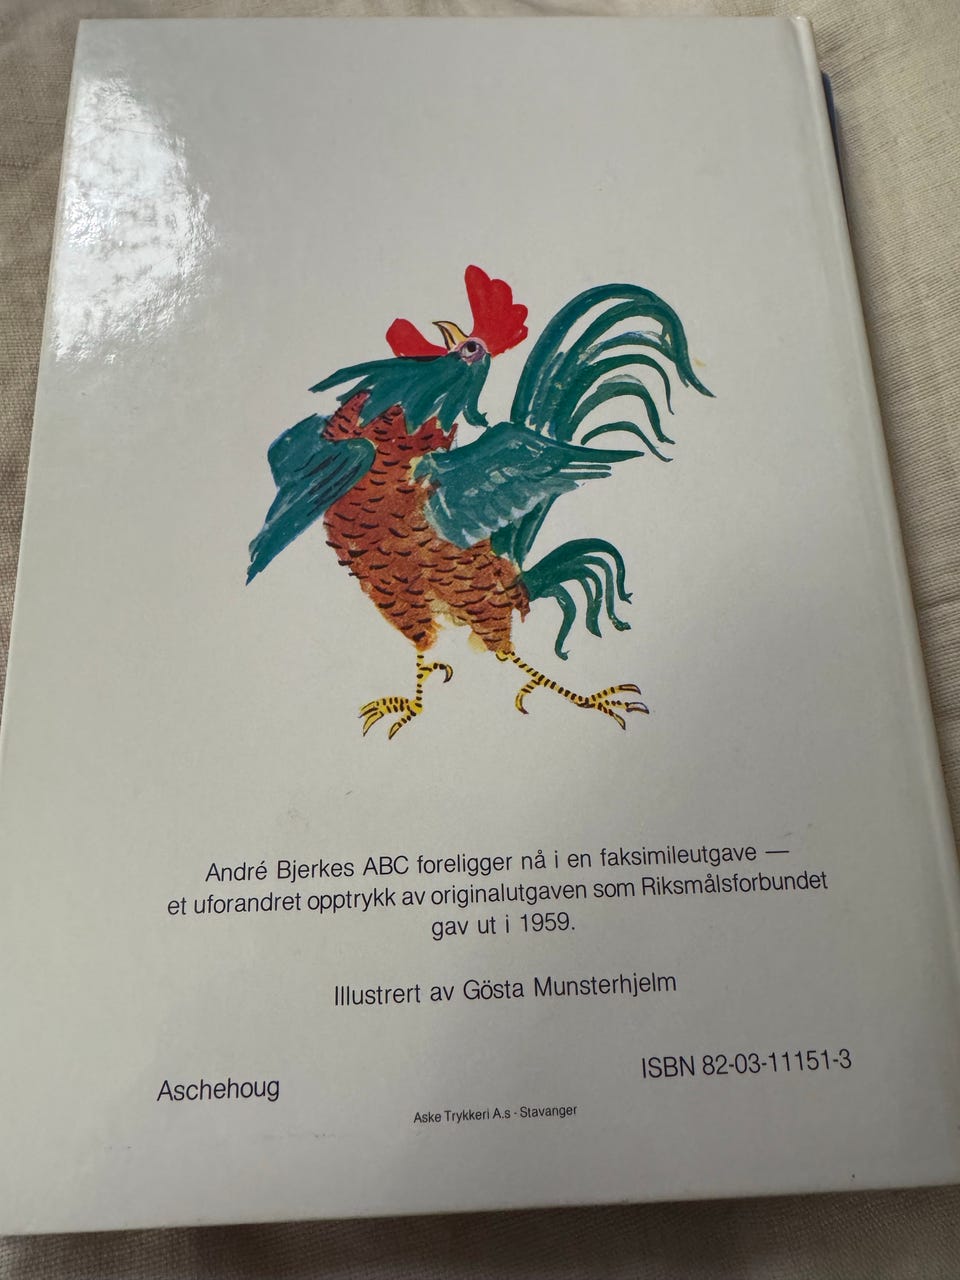 André Bjerkes ABC foreligger nå i en faksimileutgave —
et uforandret opptrykk av originalutgaven som Riksmålsforbundet
gav ut i 1959.
Illustrert av Gösta Munsterhjelm
Aschehoug
ISBN 82-03-11151-3
Aske Trykkeri A.s · Stavanger